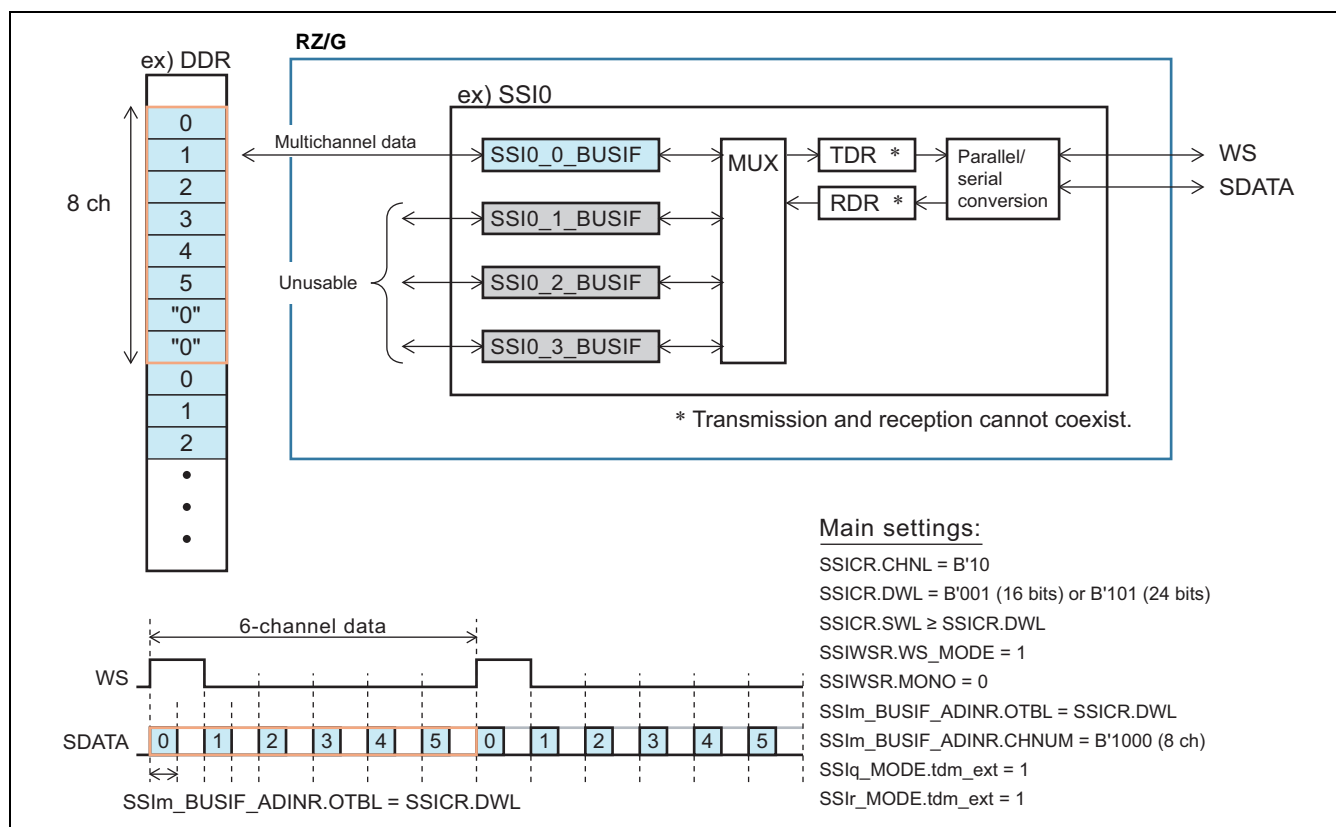 RZ/G
ex) DDR
ex) SSI0
0
1
2
3
4
5
"0"
"0"
0
1
2
•
•
•
8 ch
Multichannel data
Unusable
SSI0_0_BUSIF
SSI0_1_BUSIF
SSI0_2_BUSIF
SSI0_3_BUSIF
MUX
TDR *
RDR *
Parallel/
serial
conversion
WS
SDATA
* Transmission and reception cannot coexist.
Main settings:
SSICR.CHNL = B'10
SSICR.DWL = B'001 (16 bits) or B'101 (24 bits)
SSICR.SWL ≥ SSICR.DWL
SSIWSR.WS_MODE = 1
SSIWSR.MONO = 0
SSIm_BUSIF_ADINR.OTBL = SSICR.DWL
SSIm_BUSIF_ADINR.CHNUM = B'1000 (8 ch)
SSIq_MODE.tdm_ext = 1
SSIr_MODE.tdm_ext = 1
6-channel data
WS
SDATA 0 1 2 3 4 5 0 1 2 3 4 5
SSIm_BUSIF_ADINR.OTBL = SSICR.DWL